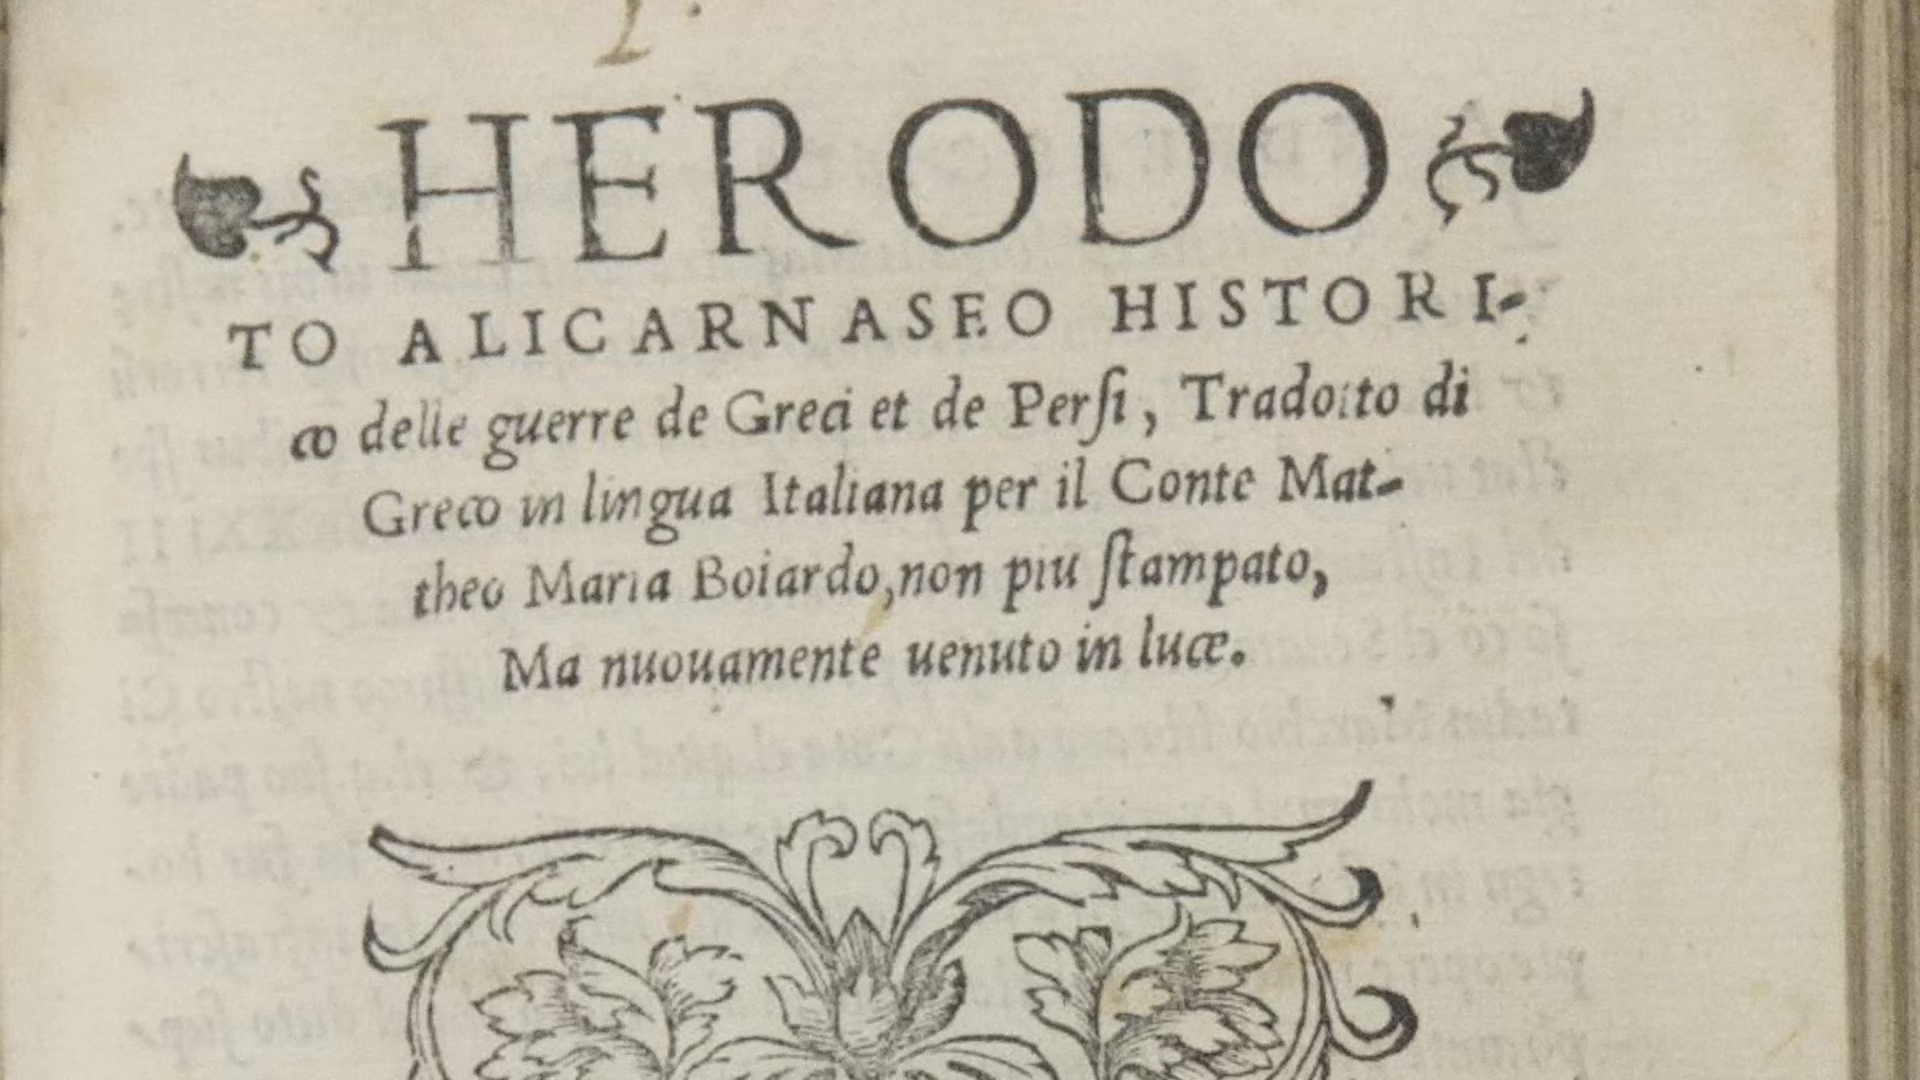 HERODO
TO ALICARNASEO HISTORI-
co delle guerre de Greci et de Perſi, Tradotto di
Greco in lingua Italiana per il Conte Mat-
theo Maria Boiardo, non piu ſtampato,
Ma nuouamente uenuto in luce.